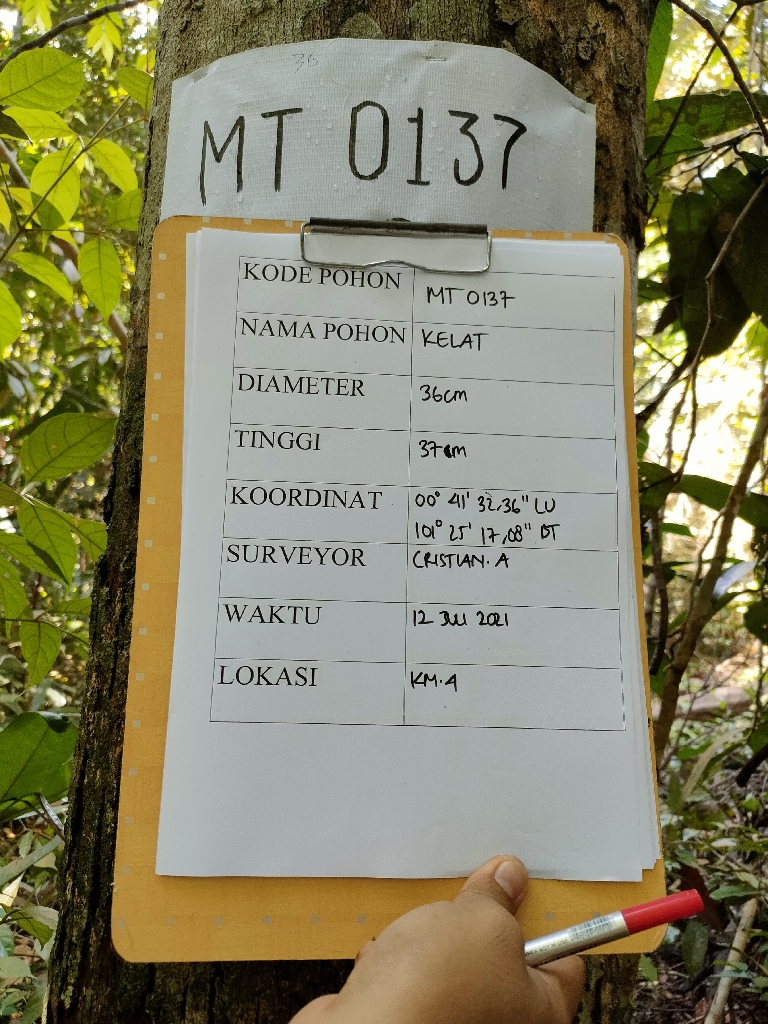 36
MT 0137
KODE POHON MT 0137
NAMA POHON KELAT
DIAMETER 36cm
TINGGI 37cm
KOORDINAT 00° 41' 32,36" LU
101° 25' 17,08" BT
SURVEYOR CRISTIAN.A
WAKTU 12 JULI 2021
LOKASI KM.4